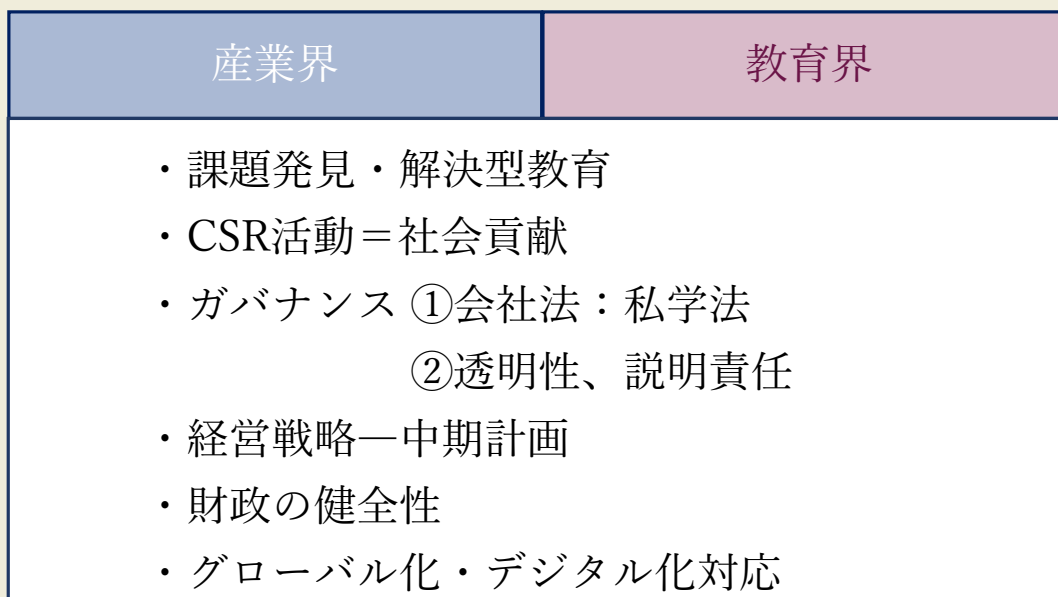 産業界
教育界
・課題発見・解決型教育
・CSR活動＝社会貢献
・ガバナンス ①会社法：私学法
②透明性、説明責任
・経営戦略―中期計画
・財政の健全性
・グローバル化・デジタル化対応